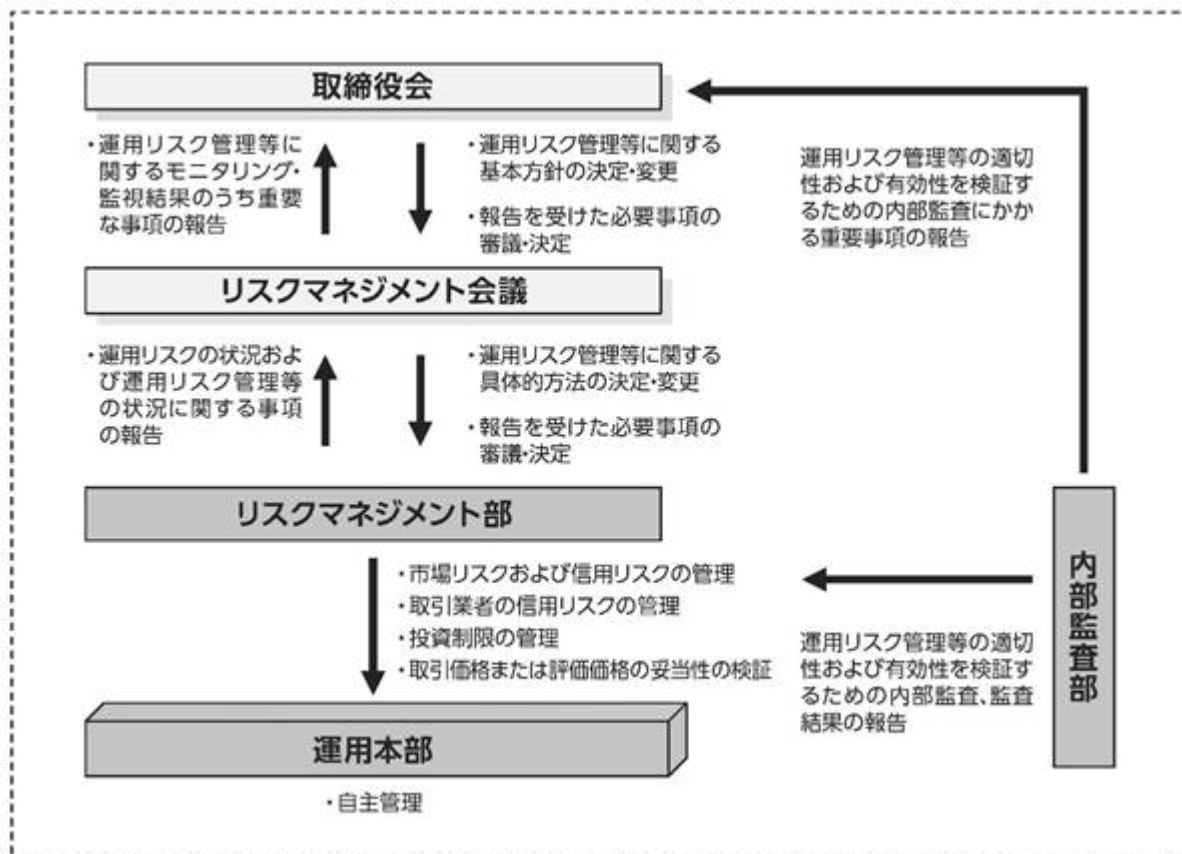 取締役会
・運用リスク管理等に
関するモニタリング・
監視結果のうち重要
な事項の報告
・運用リスク管理等に関する
基本方針の決定・変更
・報告を受けた必要事項の
審議・決定
運用リスク管理等の適切
性および有効性を検証す
るための内部監査にかか
る重要事項の報告
リスクマネジメント会議
・運用リスクの状況およ
び運用リスク管理等
の状況に関する事項
の報告
・運用リスク管理等に関する
具体的方法の決定・変更
・報告を受けた必要事項の
審議・決定
リスクマネジメント部
・市場リスクおよび信用リスクの管理
・取引業者の信用リスクの管理
・投資制限の管理
・取引価格または評価価格の妥当性の検証
運用リスク管理等の適切
性および有効性を検証す
るための内部監査、監査
結果の報告
内部監査部
運用本部
・自主管理